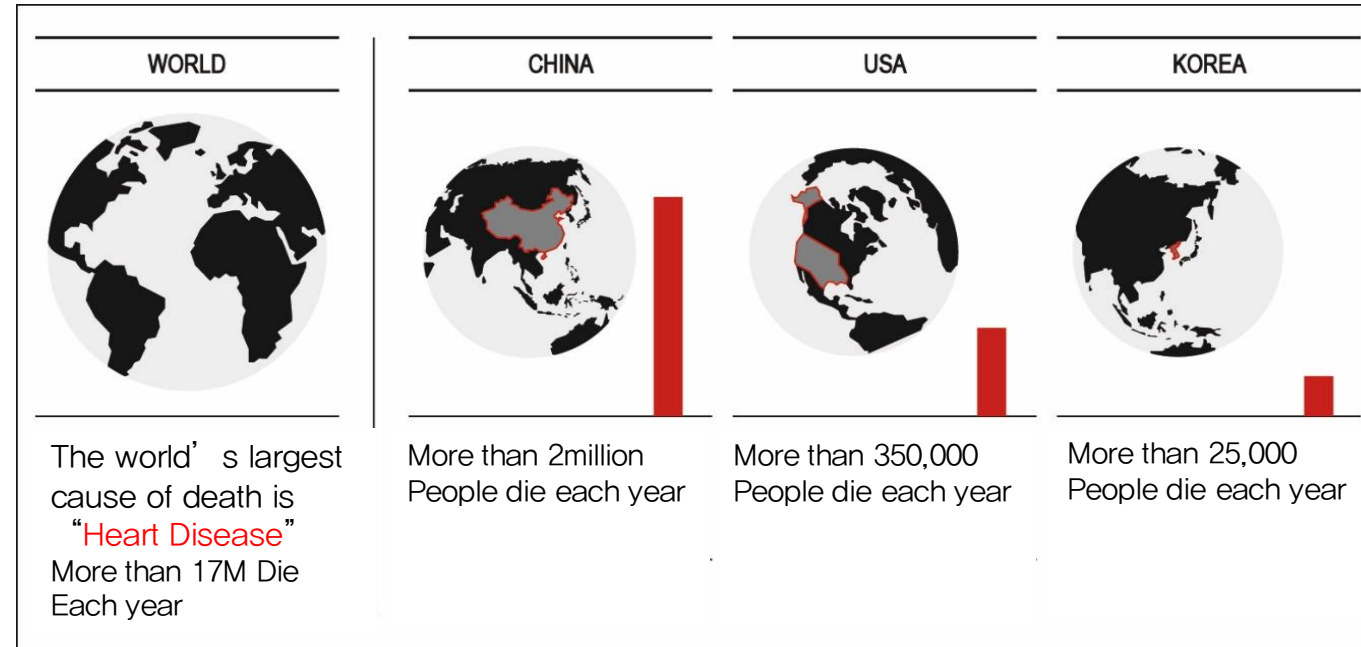 WORLD
The world's largest
cause of death is
“Heart Disease”
More than 17M Die
Each year
CHINA
More than 2million
People die each year
USA
More than 350,000
People die each year
KOREA
More than 25,000
People die each year